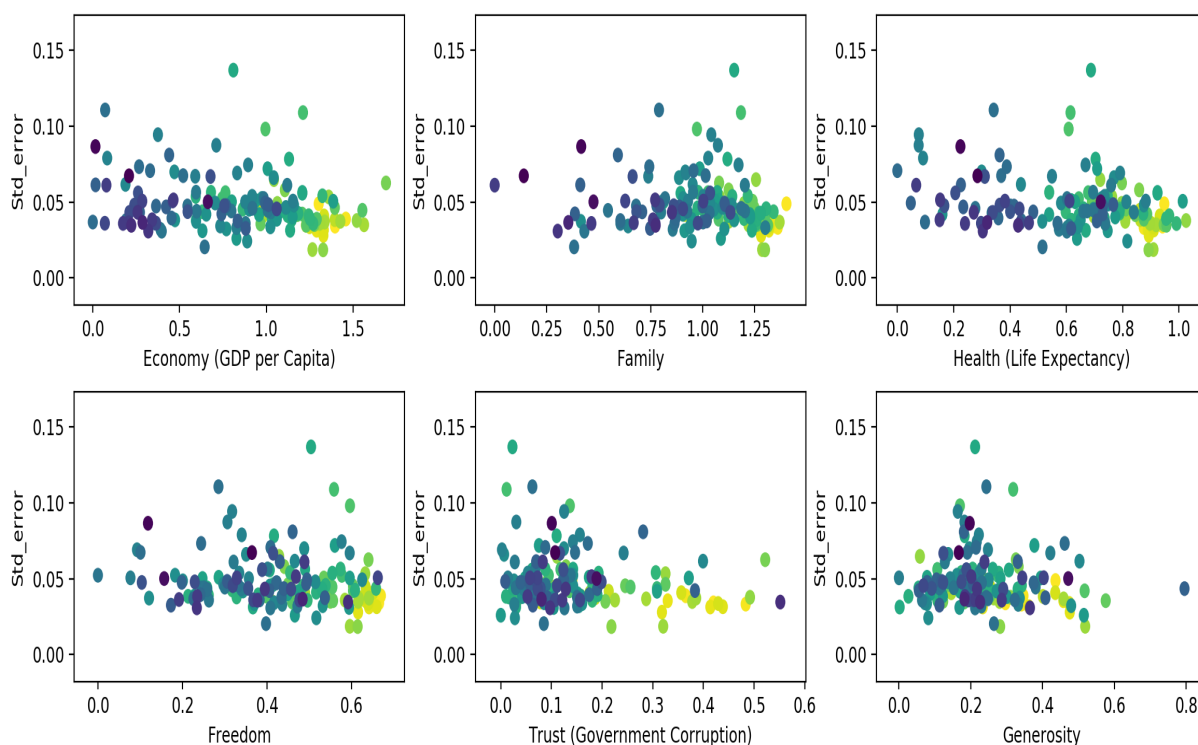 0.15
0.10
0.05
0.00
Std_error
0.0 0.5 1.0 1.5
Economy (GDP per Capita)
0.15
0.10
0.05
0.00
Std_error
0.00 0.25 0.50 0.75 1.00 1.25
Family
0.15
0.10
0.05
0.00
Std_error
0.0 0.2 0.4 0.6 0.8 1.0
Health (Life Expectancy)
0.15
0.10
0.05
0.00
Std_error
0.0 0.2 0.4 0.6
Freedom
0.15
0.10
0.05
0.00
Std_error
0.0 0.1 0.2 0.3 0.4 0.5 0.6
Trust (Government Corruption)
0.15
0.10
0.05
0.00
Std_error
0.0 0.2 0.4 0.6 0.8
Generosity